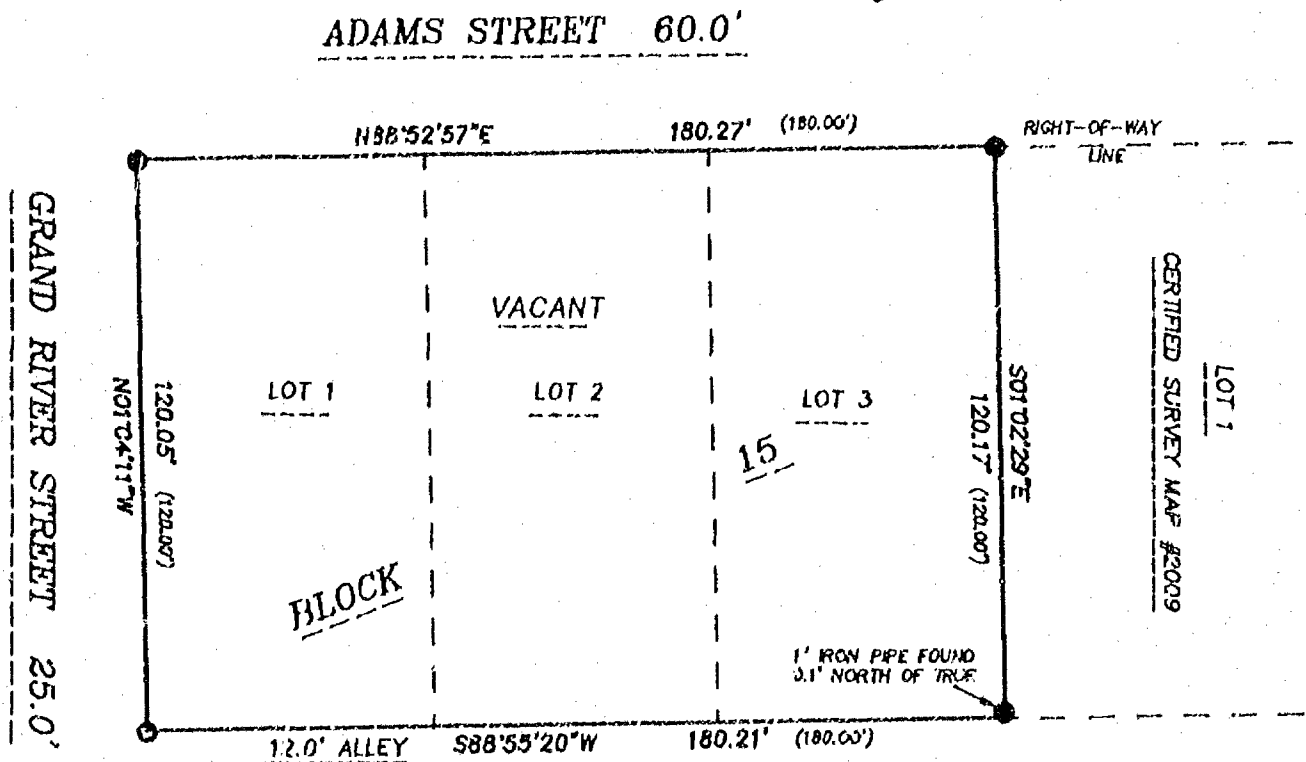 ADAMS STREET 60.0'
N88°52'57"E 180.27' (180.00')
RIGHT-OF-WAY
LINE
GRAND RIVER STREET 25.0'
N01°04'11"W
120.05' (120.00')
VACANT
LOT 1
LOT 2
LOT 3
15
BLOCK
S01°02'29"E
120.17' (120.00')
LOT 1
CERTIFIED SURVEY MAP #2009
1" IRON PIPE FOUND
0.1' NORTH OF TRUE
12.0' ALLEY S88°55'20"W 180.21' (180.00')